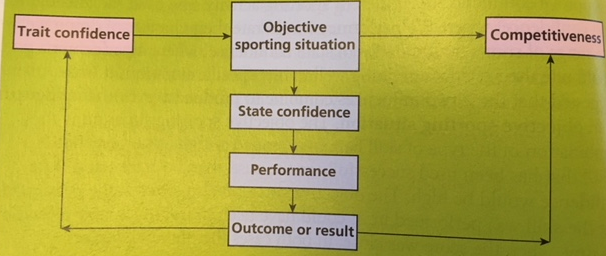 Trait confidence
Objective
sporting situation
Competitiveness
State confidence
Performance
Outcome or result